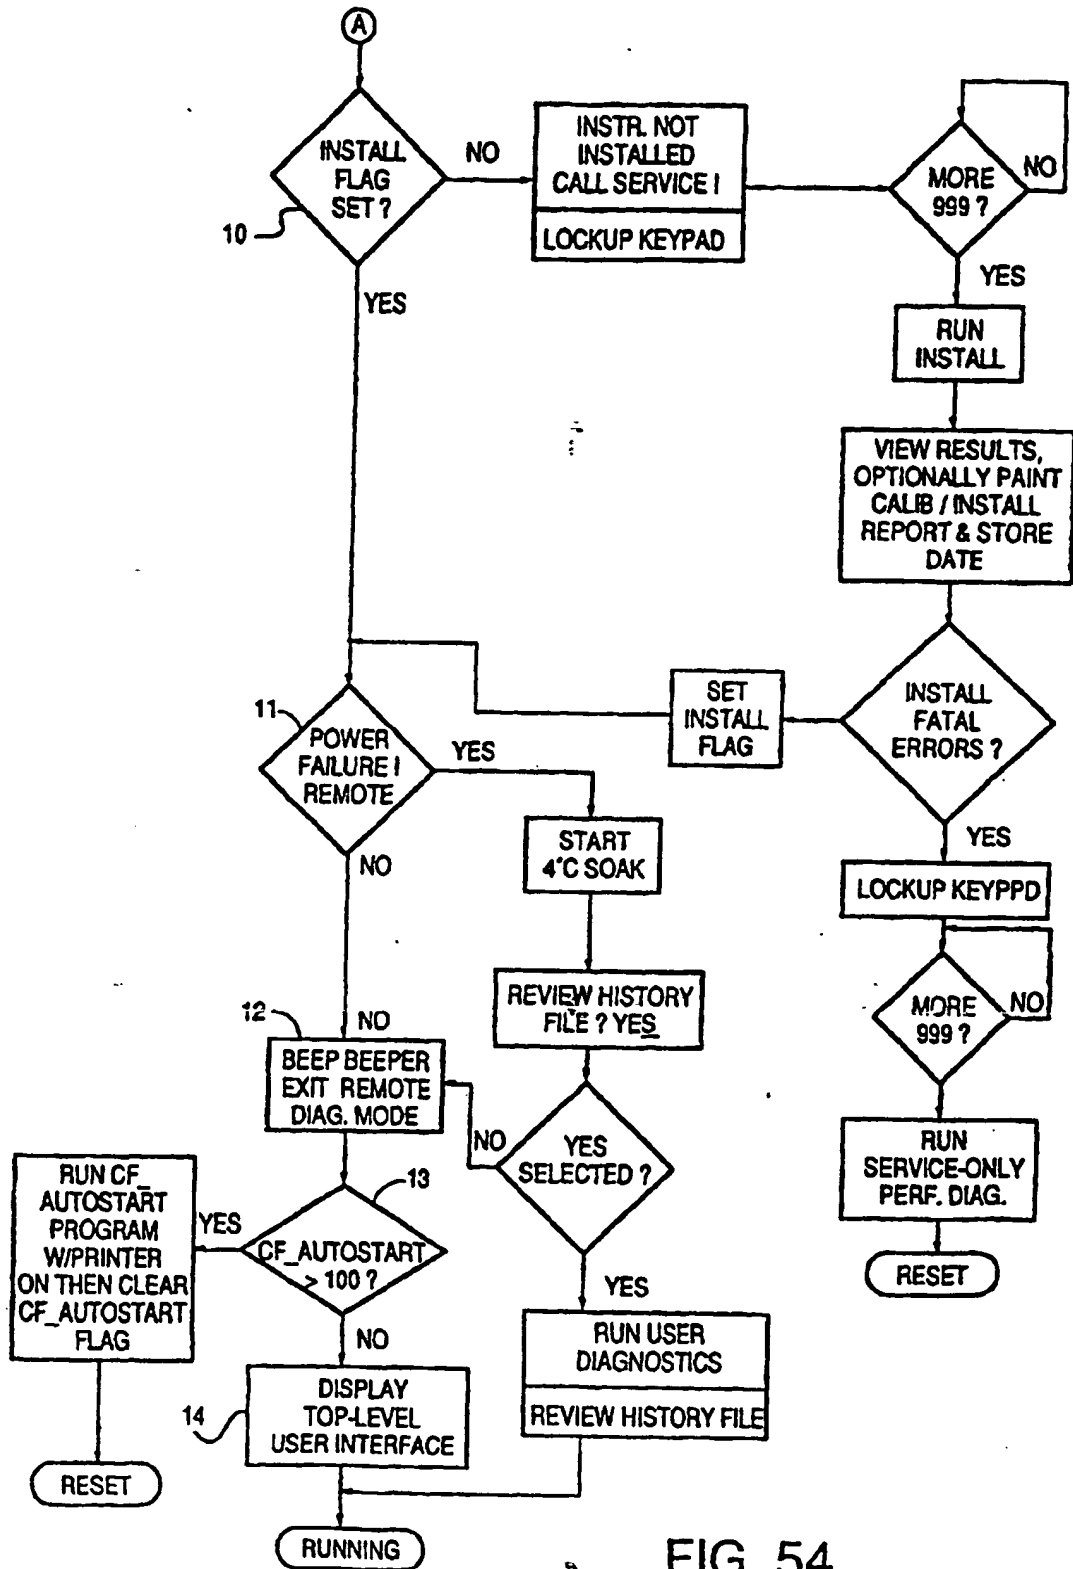 A
INSTALL
FLAG
SET ?
10
NO
INSTR. NOT
INSTALLED
CALL SERVICE !
LOCKUP KEYPAD
MORE
999 ?
NO
YES
YES
RUN
INSTALL
VIEW RESULTS,
OPTIONALLY PAINT
CALIB / INSTALL
REPORT & STORE
DATE
INSTALL
FATAL
ERRORS ?
SET
INSTALL
FLAG
11
POWER
FAILURE !
REMOTE
YES
NO
START
4°C SOAK
YES
LOCKUP KEYPPD
MORE
999 ?
NO
REVIEW HISTORY
FILE ? YES
12
NO
BEEP BEEPER
EXIT REMOTE
DIAG. MODE
NO
YES
SELECTED ?
RUN
SERVICE-ONLY
PERF. DIAG.
RESET
RUN CF_
AUTOSTART
PROGRAM
W/PRINTER
ON THEN CLEAR
CF_AUTOSTART
FLAG
YES
13
CF_AUTOSTART
> 100 ?
NO
YES
RUN USER
DIAGNOSTICS
REVIEW HISTORY FILE
14
DISPLAY
TOP-LEVEL
USER INTERFACE
RESET
RUNNING
FIG. 54